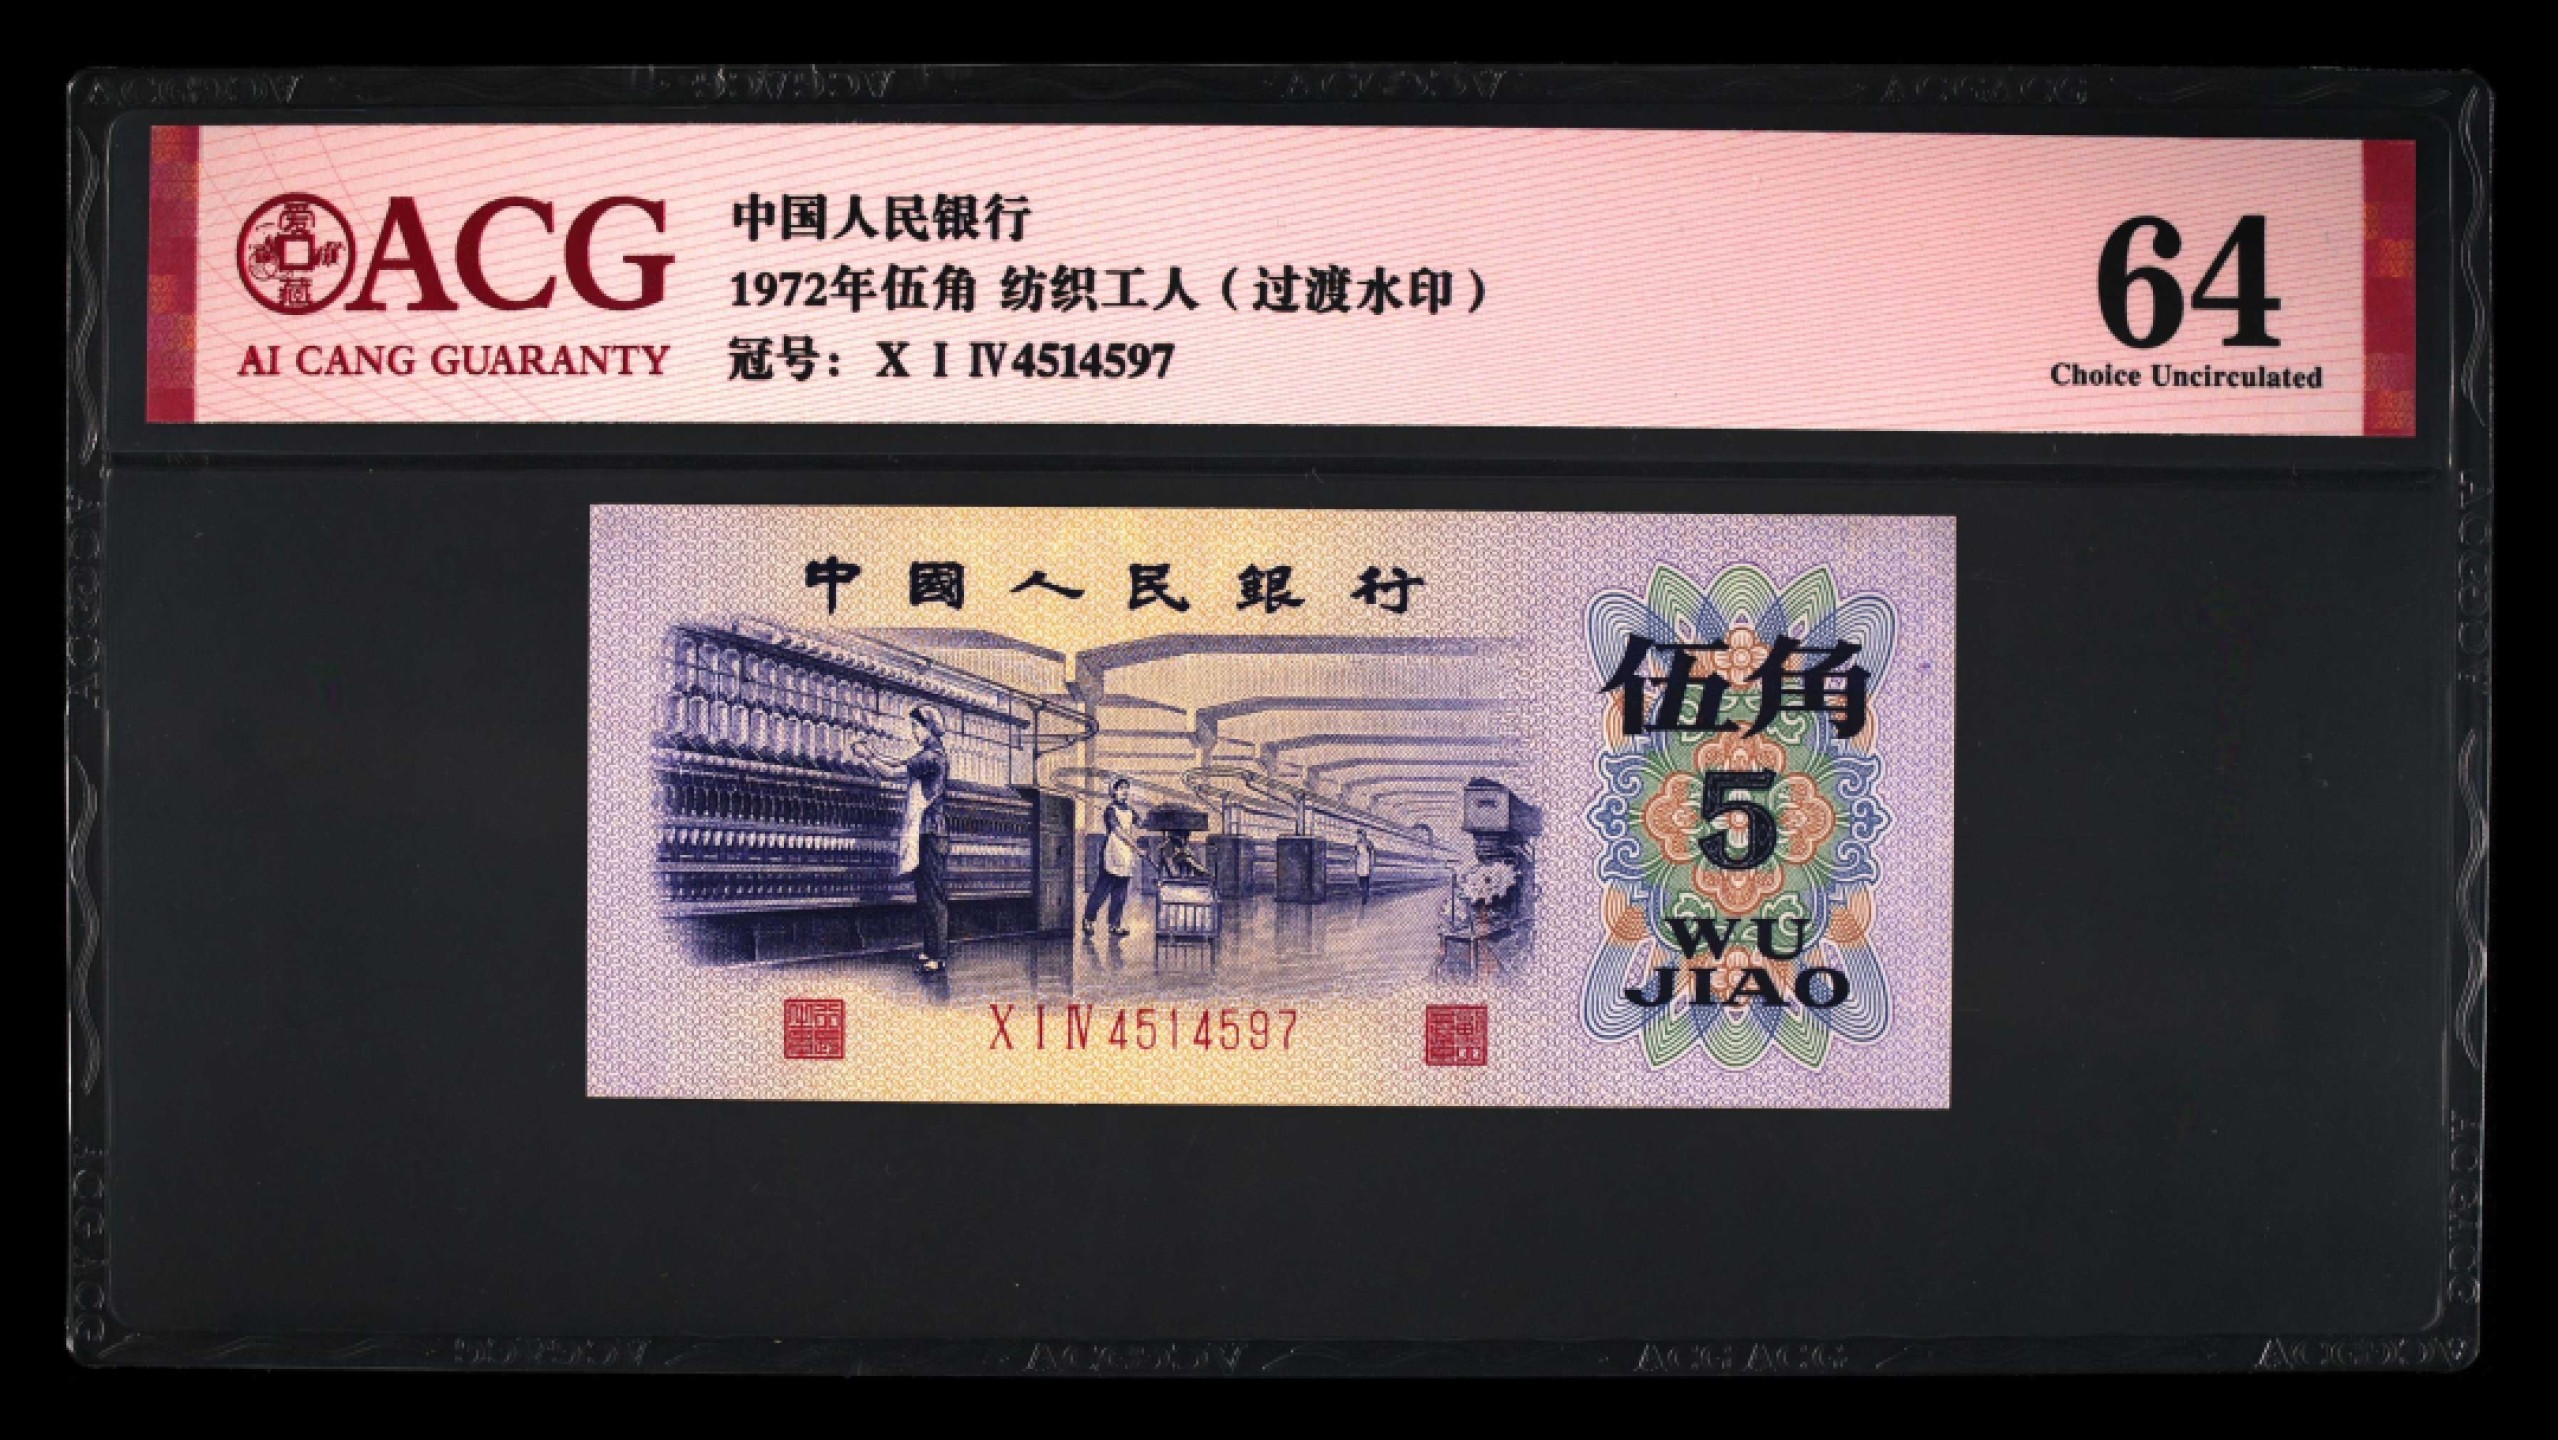 ACG
AI CANG GUARANTY
中国人民银行
1972年伍角 纺织工人（过渡水印）
冠号：X I Ⅳ4514597
64
Choice Uncirculated
中國人民銀行
伍角
5
WU
JIAO
X I Ⅳ 4514597